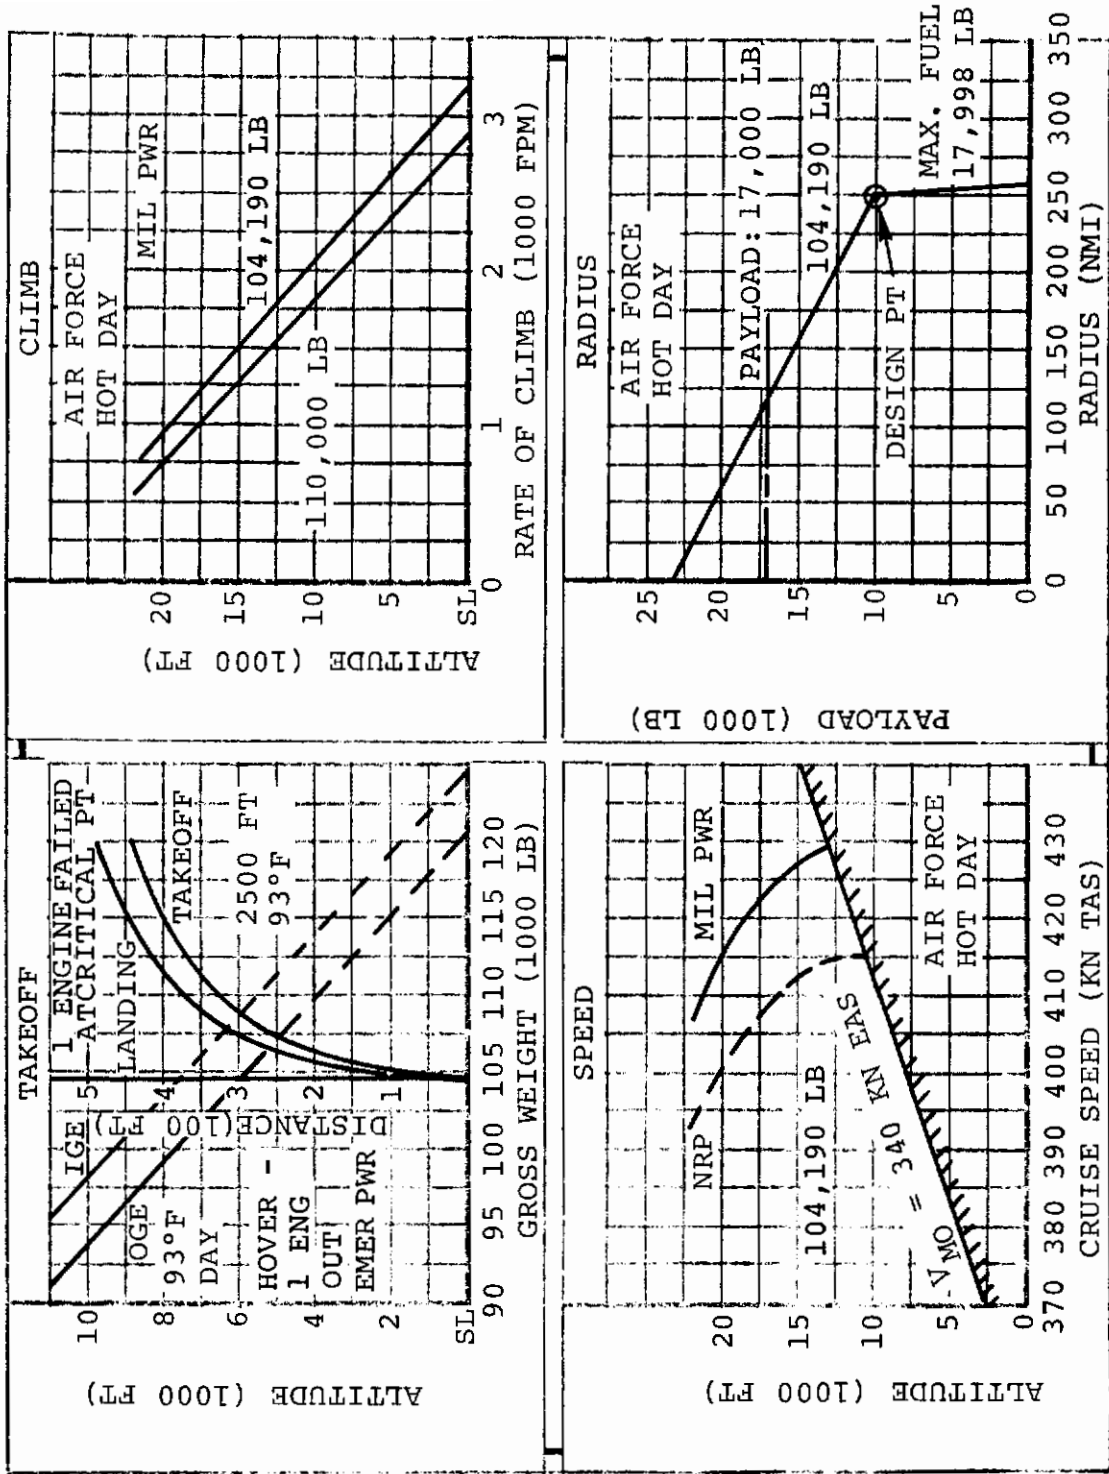 TAKEOFF
1 ENGINE FAILED
ATCRITICAL PT
LANDING
TAKEOFF
2500 FT
93°F
IGE
OGE
93°F
DAY
HOVER -
1 ENG
OUT
EMER PWR
5
4
3
2
1
DISTANCE(100 FT)
10
8
6
4
2
SL
ALTITUDE (1000 FT)
90 95 100 105 110 115 120
GROSS WEIGHT (1000 LB)
CLIMB
AIR FORCE
HOT DAY
MIL PWR
104,190 LB
110,000 LB
20
15
10
5
SL
ALTITUDE (1000 FT)
0 1 2 3
RATE OF CLIMB (1000 FPM)
SPEED
NRP
MIL PWR
104,190 LB
VMO = 340 KN EAS
AIR FORCE
HOT DAY
20
15
10
5
0
ALTITUDE (1000 FT)
370 380 390 400 410 420 430
CRUISE SPEED (KN TAS)
RADIUS
AIR FORCE
HOT DAY
PAYLOAD:17,000 LB
104,190 LB
DESIGN PT
MAX. FUEL
17,998 LB
25
20
15
10
5
0
PAYLOAD (1000 LB)
0 50 100 150 200 250 300 350
RADIUS (NMI)